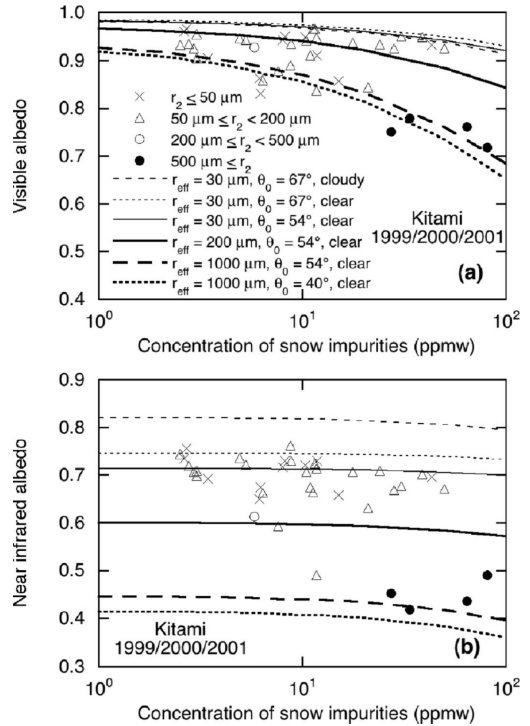 1.0
0.9
0.8
0.7
0.6
0.5
0.4
Visible albedo
(a)
r2 ≤ 50 μm
50 μm ≤ r2 < 200 μm
200 μm ≤ r2 < 500 μm
500 μm ≤ r2
reff = 30 μm, θ0 = 67°, cloudy
reff = 30 μm, θ0 = 67°, clear
reff = 30 μm, θ0 = 54°, clear
reff = 200 μm, θ0 = 54°, clear
reff = 1000 μm, θ0 = 54°, clear
reff = 1000 μm, θ0 = 40°, clear
Kitami
1999/2000/2001
(a)
10^0 10^1 10^2
Concentration of snow impurities (ppmw)
0.9
0.8
0.7
0.6
0.5
0.4
0.3
Near infrared albedo
Kitami
1999/2000/2001
(b)
10^0 10^1 10^2
Concentration of snow impurities (ppmw)